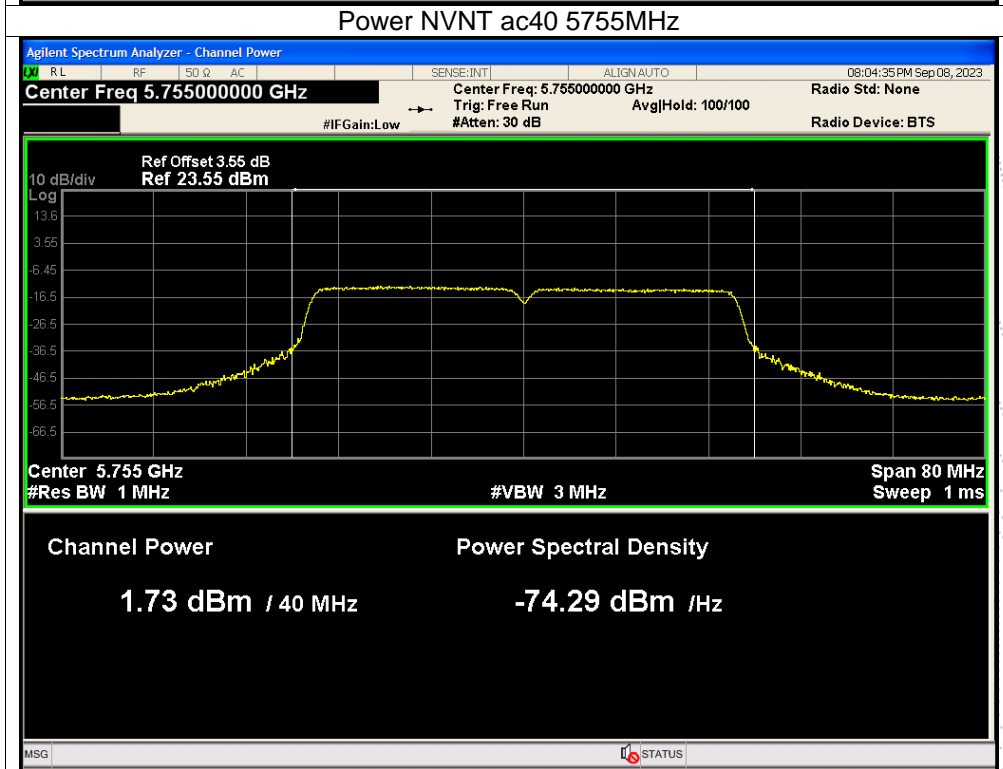 Power NVNT ac40 5755MHz
Agilent Spectrum Analyzer - Channel Power
LXI RL RF 50 Ω AC SENSE:INT ALIGN AUTO 08:04:35 PM Sep 08, 2023
Center Freq 5.755000000 GHz Center Freq: 5.755000000 GHz Radio Std: None
Trig: Free Run Avg|Hold: 100/100
#IFGain:Low #Atten: 30 dB Radio Device: BTS
Ref Offset 3.55 dB
10 dB/div Ref 23.55 dBm
Log
13.6
3.55
-6.45
-16.5
-26.5
-36.5
-46.5
-56.5
-66.5
Center 5.755 GHz Span 80 MHz
#Res BW 1 MHz #VBW 3 MHz Sweep 1 ms
Channel Power Power Spectral Density
1.73 dBm / 40 MHz -74.29 dBm /Hz
MSG STATUS